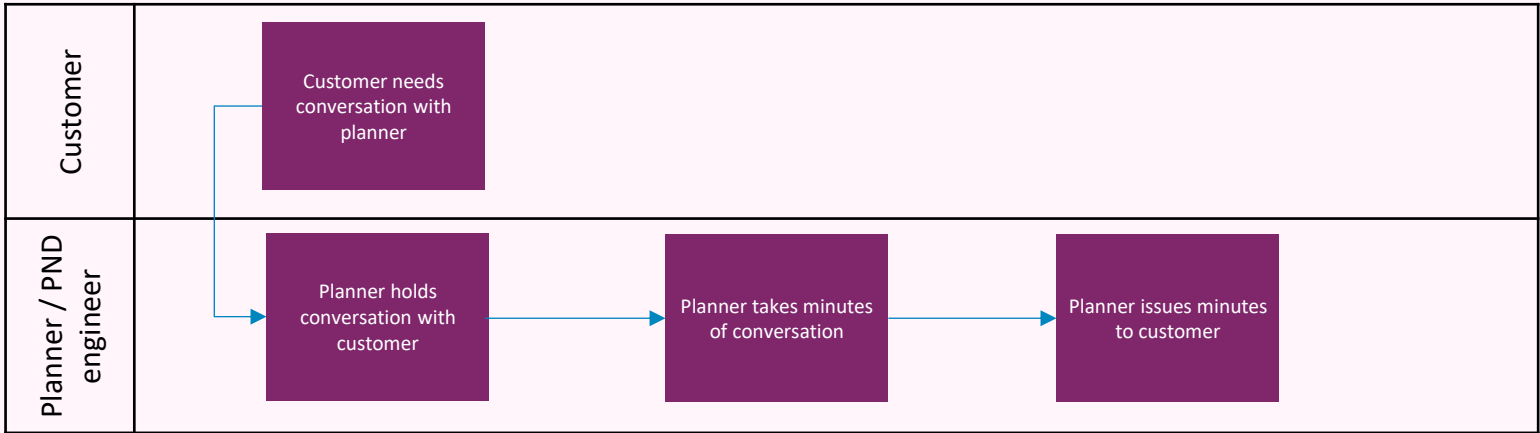 Customer
Customer needs
conversation with
planner
Planner / PND
engineer
Planner holds
conversation with
customer
Planner takes minutes
of conversation
Planner issues minutes
to customer